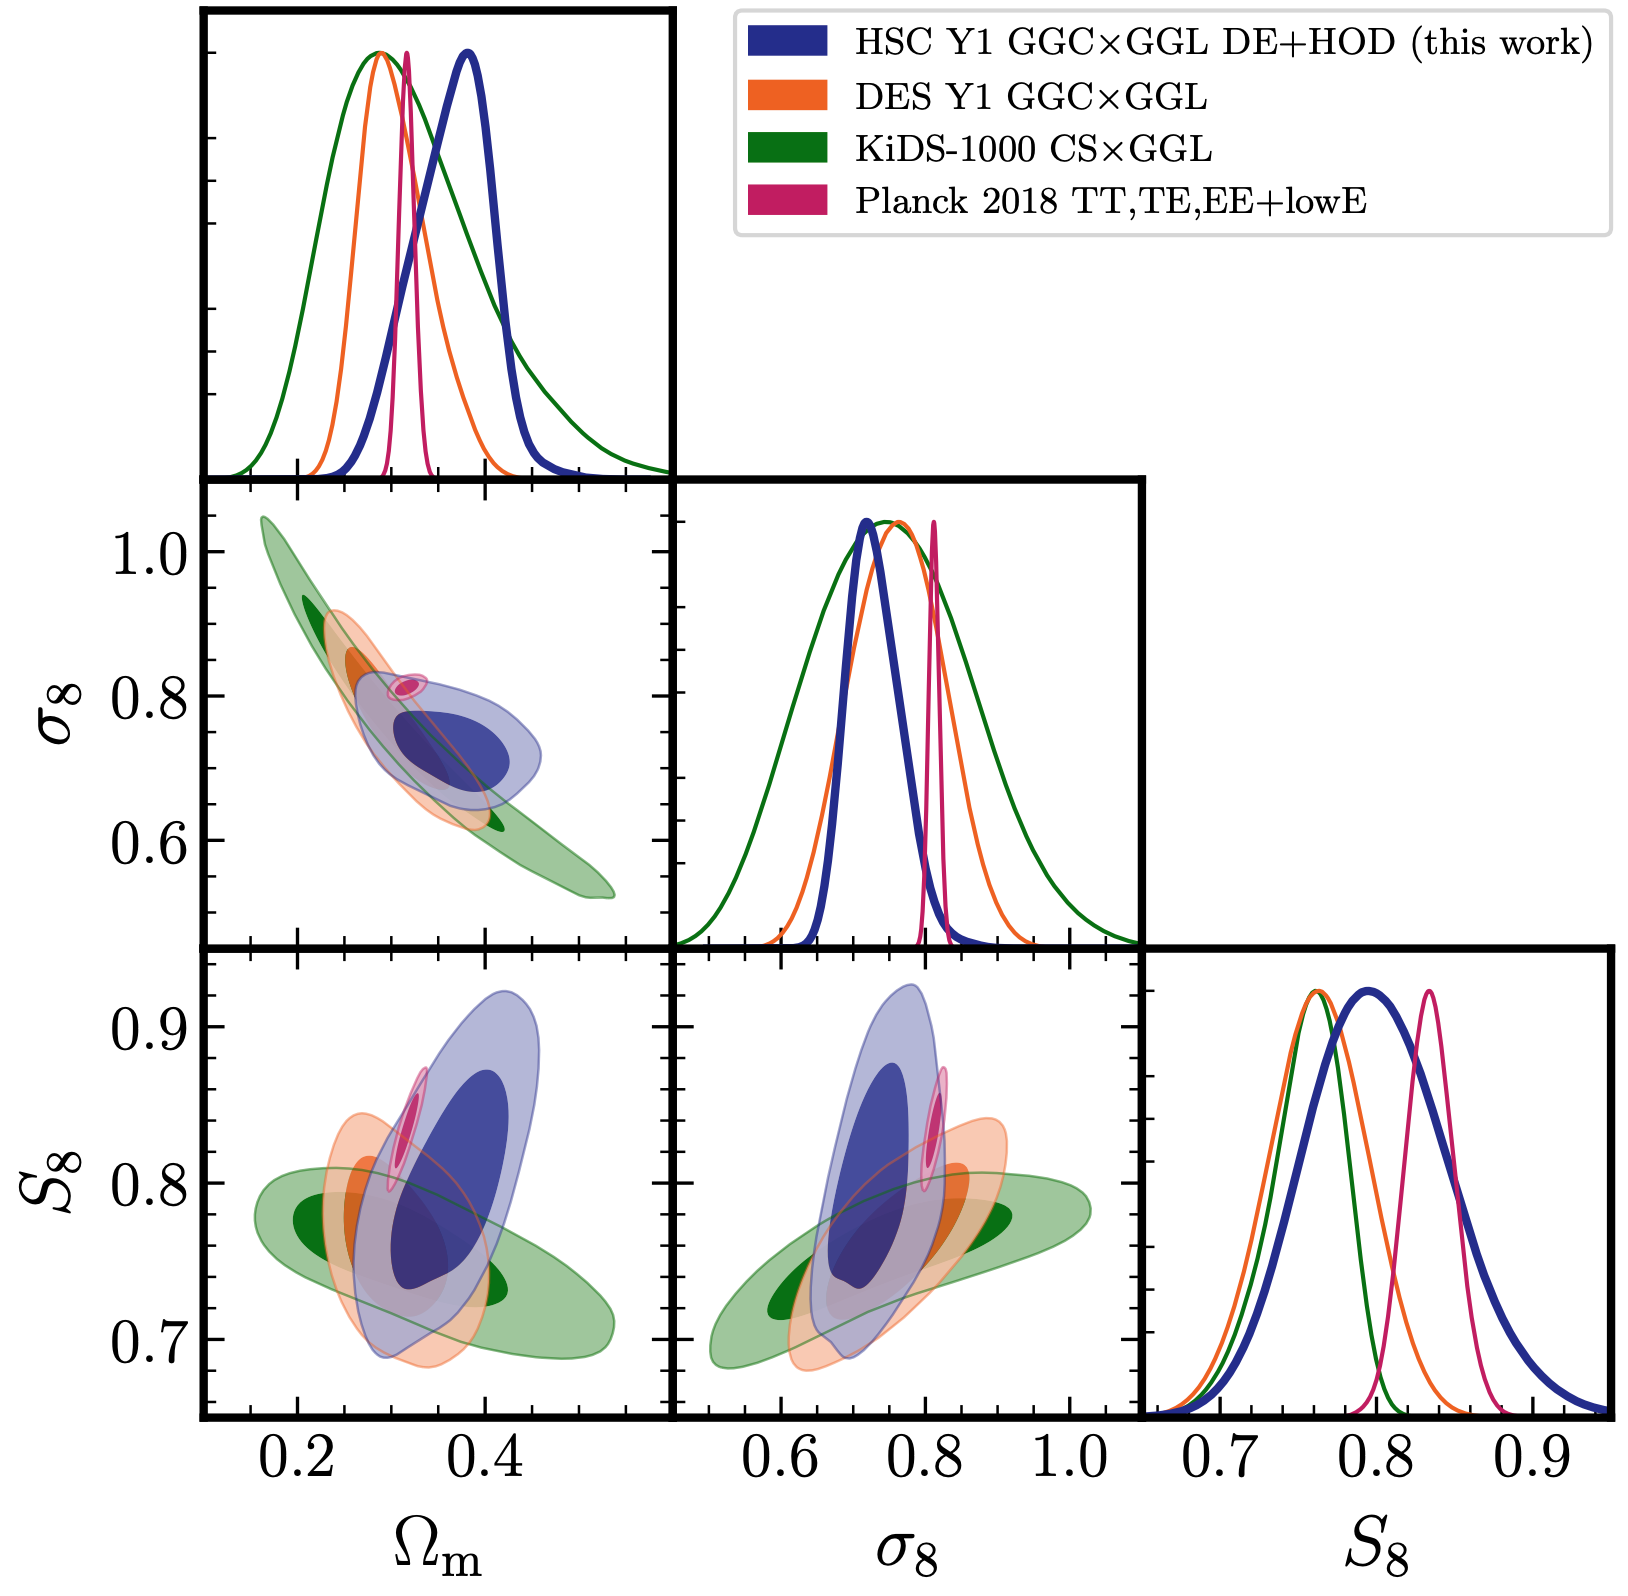 HSC Y1 GGC×GGL DE+HOD (this work)
DES Y1 GGC×GGL
KiDS-1000 CS×GGL
Planck 2018 TT,TE,EE+lowE
1.0
0.8
0.6
σ8
0.9
0.8
0.7
S8
0.2 0.4 0.6 0.8 1.0 0.7 0.8 0.9
Ωm σ8 S8